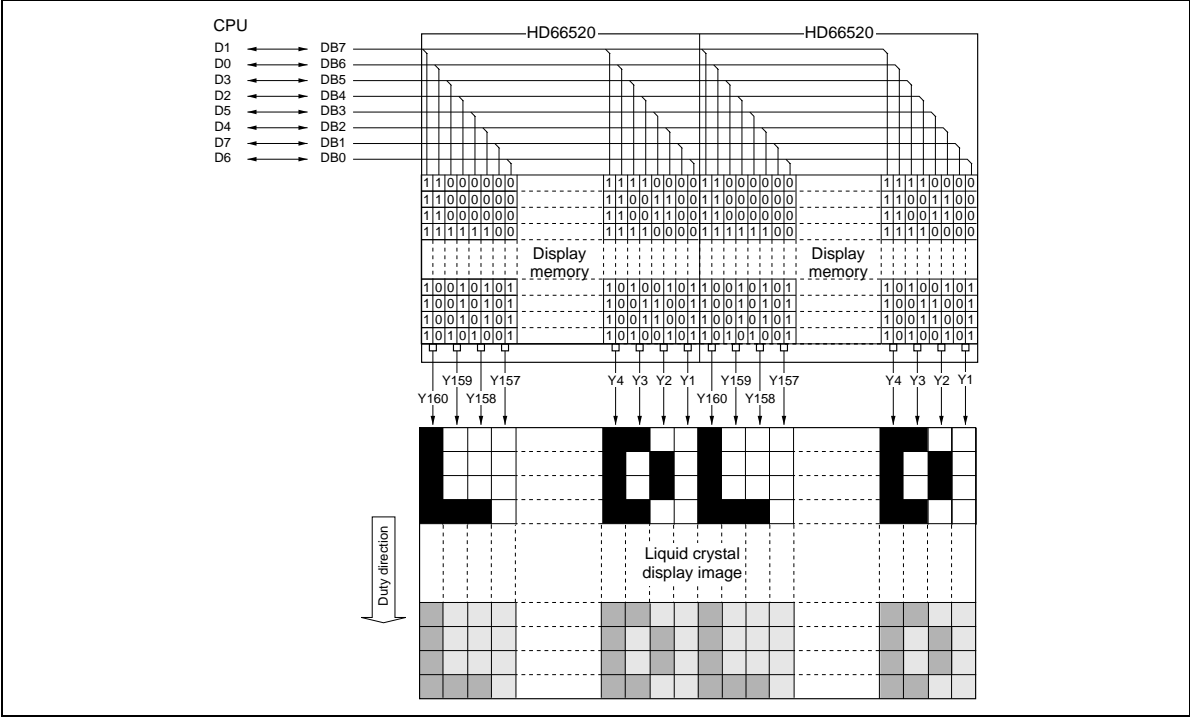 CPU
HD66520 HD66520
D1 DB7
D0 DB6
D3 DB5
D2 DB4
D5 DB3
D4 DB2
D7 DB1
D6 DB0
1 1 0 0 0 0 0 0 1 1 1 1 0 0 0 0 1 1 0 0 0 0 0 0 1 1 1 1 0 0 0 0
1 1 0 0 0 0 0 0 1 1 0 0 1 1 0 0 1 1 0 0 0 0 0 0 1 1 0 0 1 1 0 0
1 1 0 0 0 0 0 0 1 1 0 0 1 1 0 0 1 1 0 0 0 0 0 0 1 1 0 0 1 1 0 0
1 1 1 1 1 1 0 0 1 1 1 1 0 0 0 0 1 1 1 1 1 1 0 0 1 1 1 1 0 0 0 0
Display Display
memory memory
1 0 0 1 0 1 0 1 1 0 1 0 0 1 0 1 1 0 0 1 0 1 0 1 1 0 1 0 0 1 0 1
1 0 0 1 0 1 0 1 1 0 0 1 1 0 0 1 1 0 0 1 0 1 0 1 1 0 0 1 1 0 0 1
1 0 0 1 0 1 0 1 1 0 0 1 1 0 0 1 1 0 0 1 0 1 0 1 1 0 0 1 1 0 0 1
1 0 1 0 1 0 0 1 1 0 1 0 0 1 0 1 1 0 1 0 1 0 0 1 1 0 1 0 0 1 0 1
Y159 Y157 Y4 Y3 Y2 Y1 Y159 Y157 Y4 Y3 Y2 Y1
Y160 Y158 Y160 Y158
Duty direction
Liquid crystal
display image